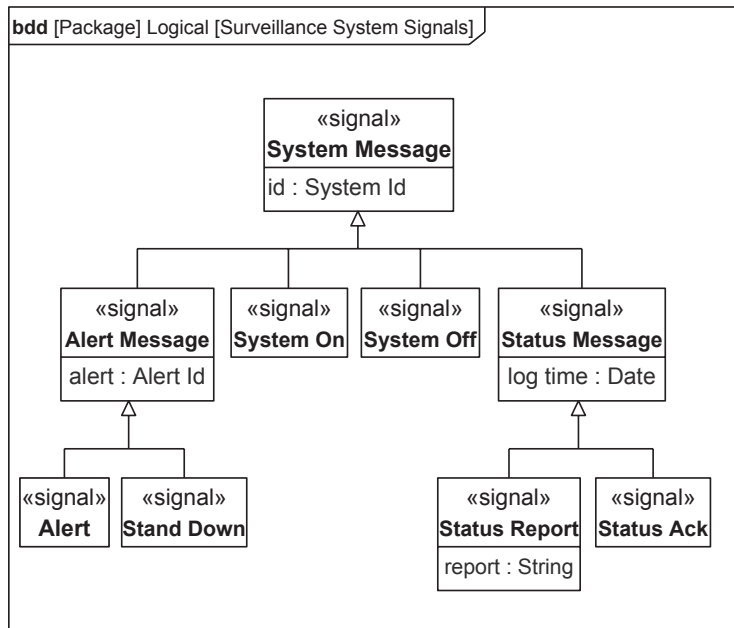 bdd [Package] Logical [Surveillance System Signals]
«signal»
System Message
id : System Id
«signal»
Alert Message
alert : Alert Id
«signal»
System On
«signal»
System Off
«signal»
Status Message
log time : Date
«signal»
Alert
«signal»
Stand Down
«signal»
Status Report
report : String
«signal»
Status Ack